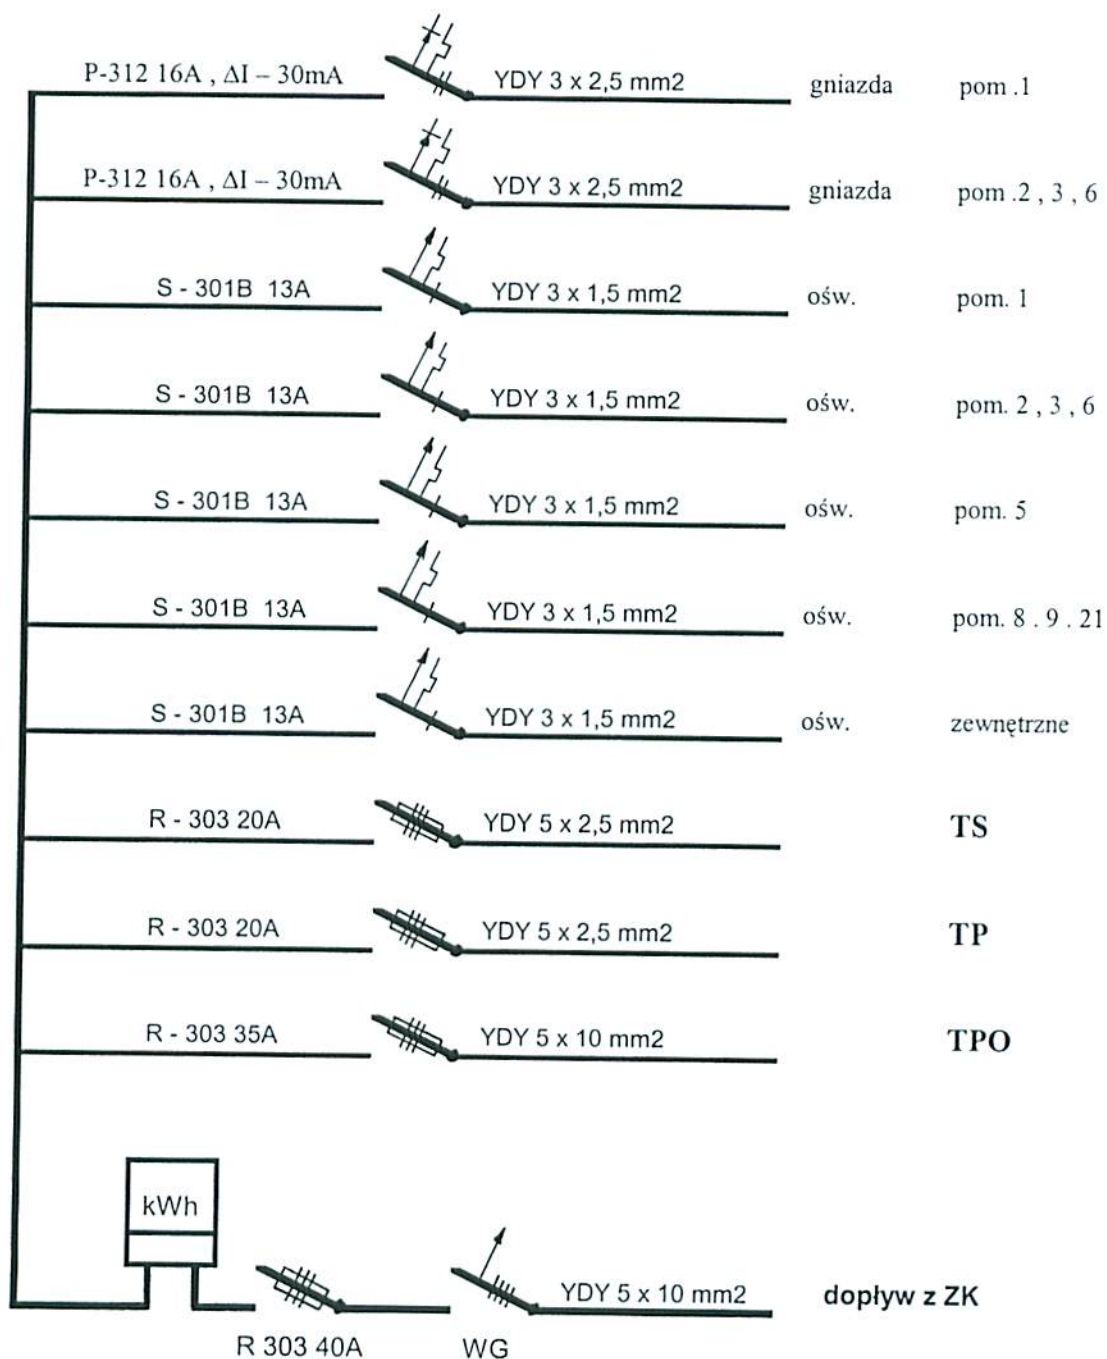 P-312 16A , ΔI – 30mA YDY 3 x 2,5 mm2 gniazda pom .1
P-312 16A , ΔI – 30mA YDY 3 x 2,5 mm2 gniazda pom .2 , 3 , 6
S - 301B 13A YDY 3 x 1,5 mm2 ośw. pom. 1
S - 301B 13A YDY 3 x 1,5 mm2 ośw. pom. 2 , 3 , 6
S - 301B 13A YDY 3 x 1,5 mm2 ośw. pom. 5
S - 301B 13A YDY 3 x 1,5 mm2 ośw. pom. 8 . 9 . 21
S - 301B 13A YDY 3 x 1,5 mm2 ośw. zewnętrzne
R - 303 20A YDY 5 x 2,5 mm2 TS
R - 303 20A YDY 5 x 2,5 mm2 TP
R - 303 35A YDY 5 x 10 mm2 TPO
kWh
YDY 5 x 10 mm2 dopływ z ZK
R 303 40A WG